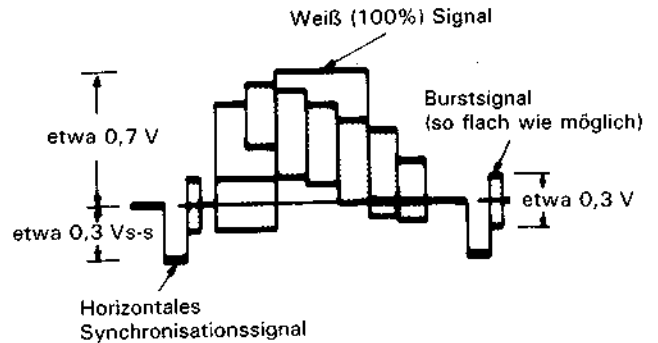 Weiß (100%) Signal
Burstsignal
(so flach wie möglich)
etwa 0,7 V
etwa 0,3 V
etwa 0,3 Vs-s
Horizontales
Synchronisationssignal